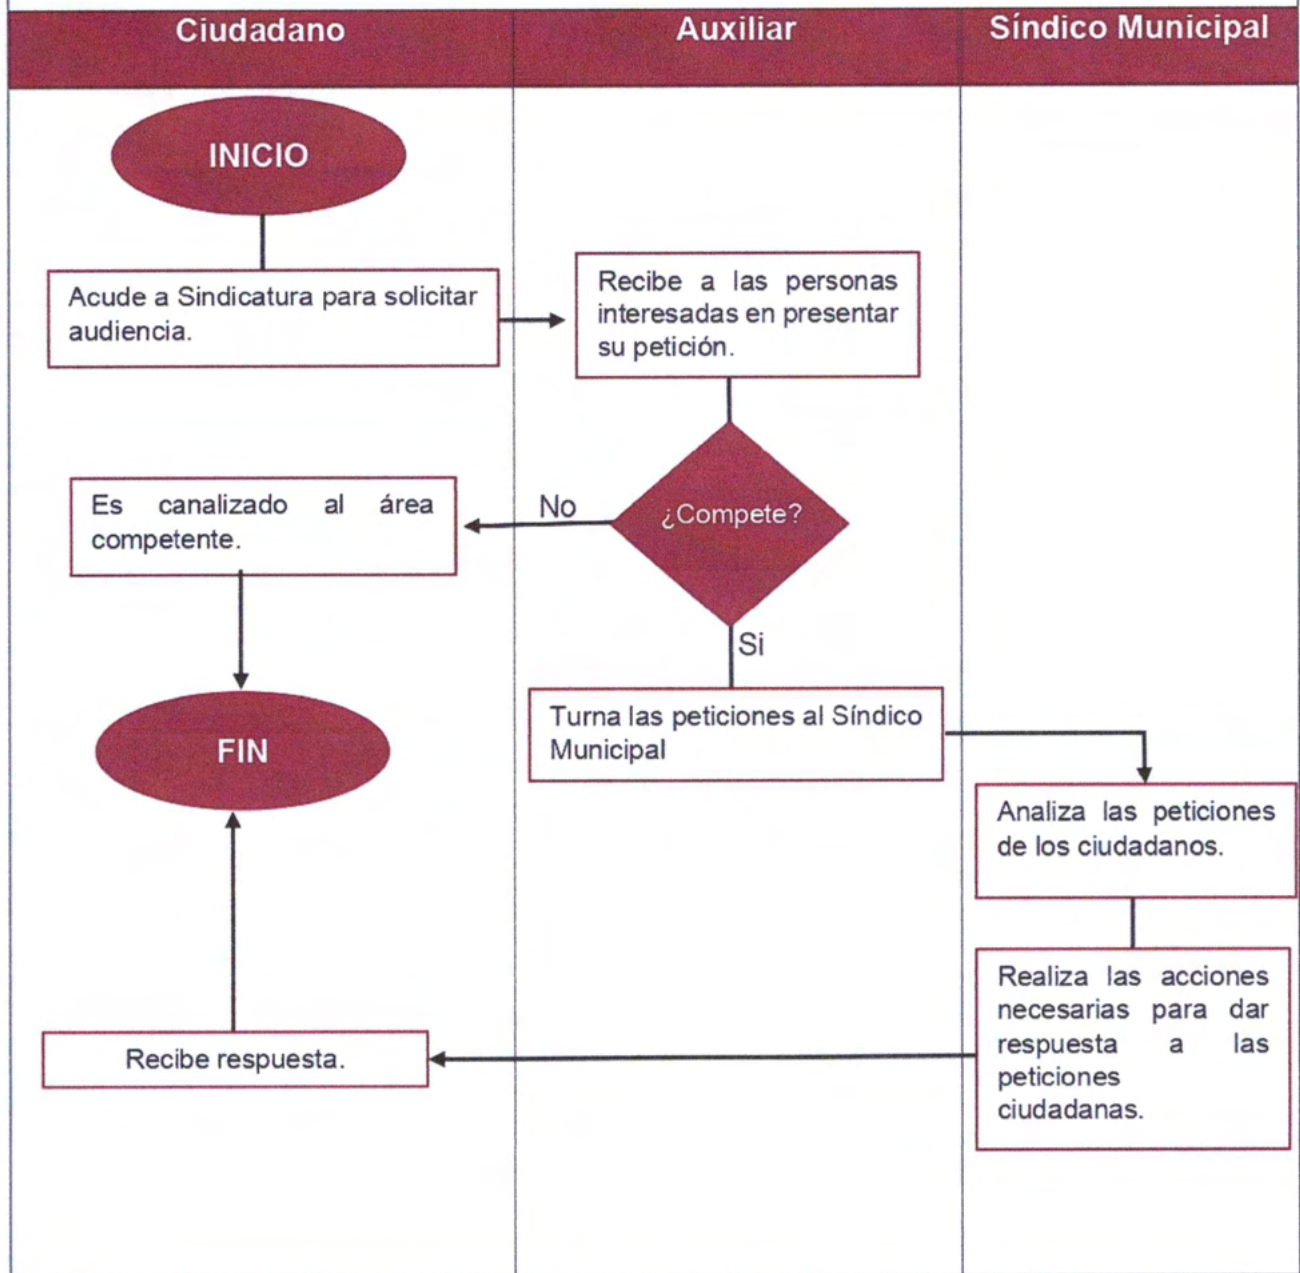 Ciudadano
Auxiliar
Síndico Municipal
INICIO
Acude a Sindicatura para solicitar
audiencia.
Recibe a las personas
interesadas en presentar
su petición.
¿Compete?
No
Es canalizado al área
competente.
Si
FIN
Turna las peticiones al Síndico
Municipal
Analiza las peticiones
de los ciudadanos.
Realiza las acciones
necesarias para dar
respuesta a las
peticiones
ciudadanas.
Recibe respuesta.